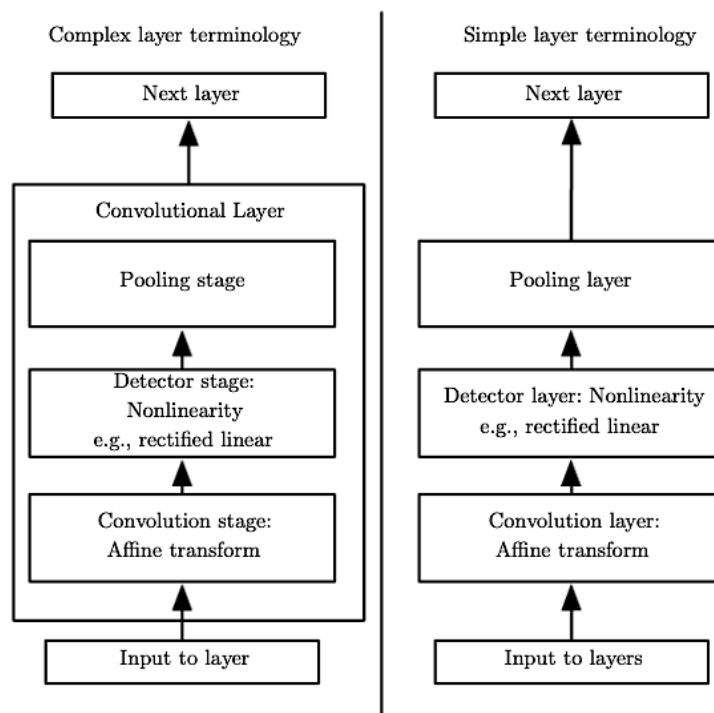 Complex layer terminology
Next layer
Convolutional Layer
Pooling stage
Detector stage:
Nonlinearity
e.g., rectified linear
Convolution stage:
Affine transform
Input to layer
Simple layer terminology
Next layer
Pooling layer
Detector layer: Nonlinearity
e.g., rectified linear
Convolution layer:
Affine transform
Input to layers